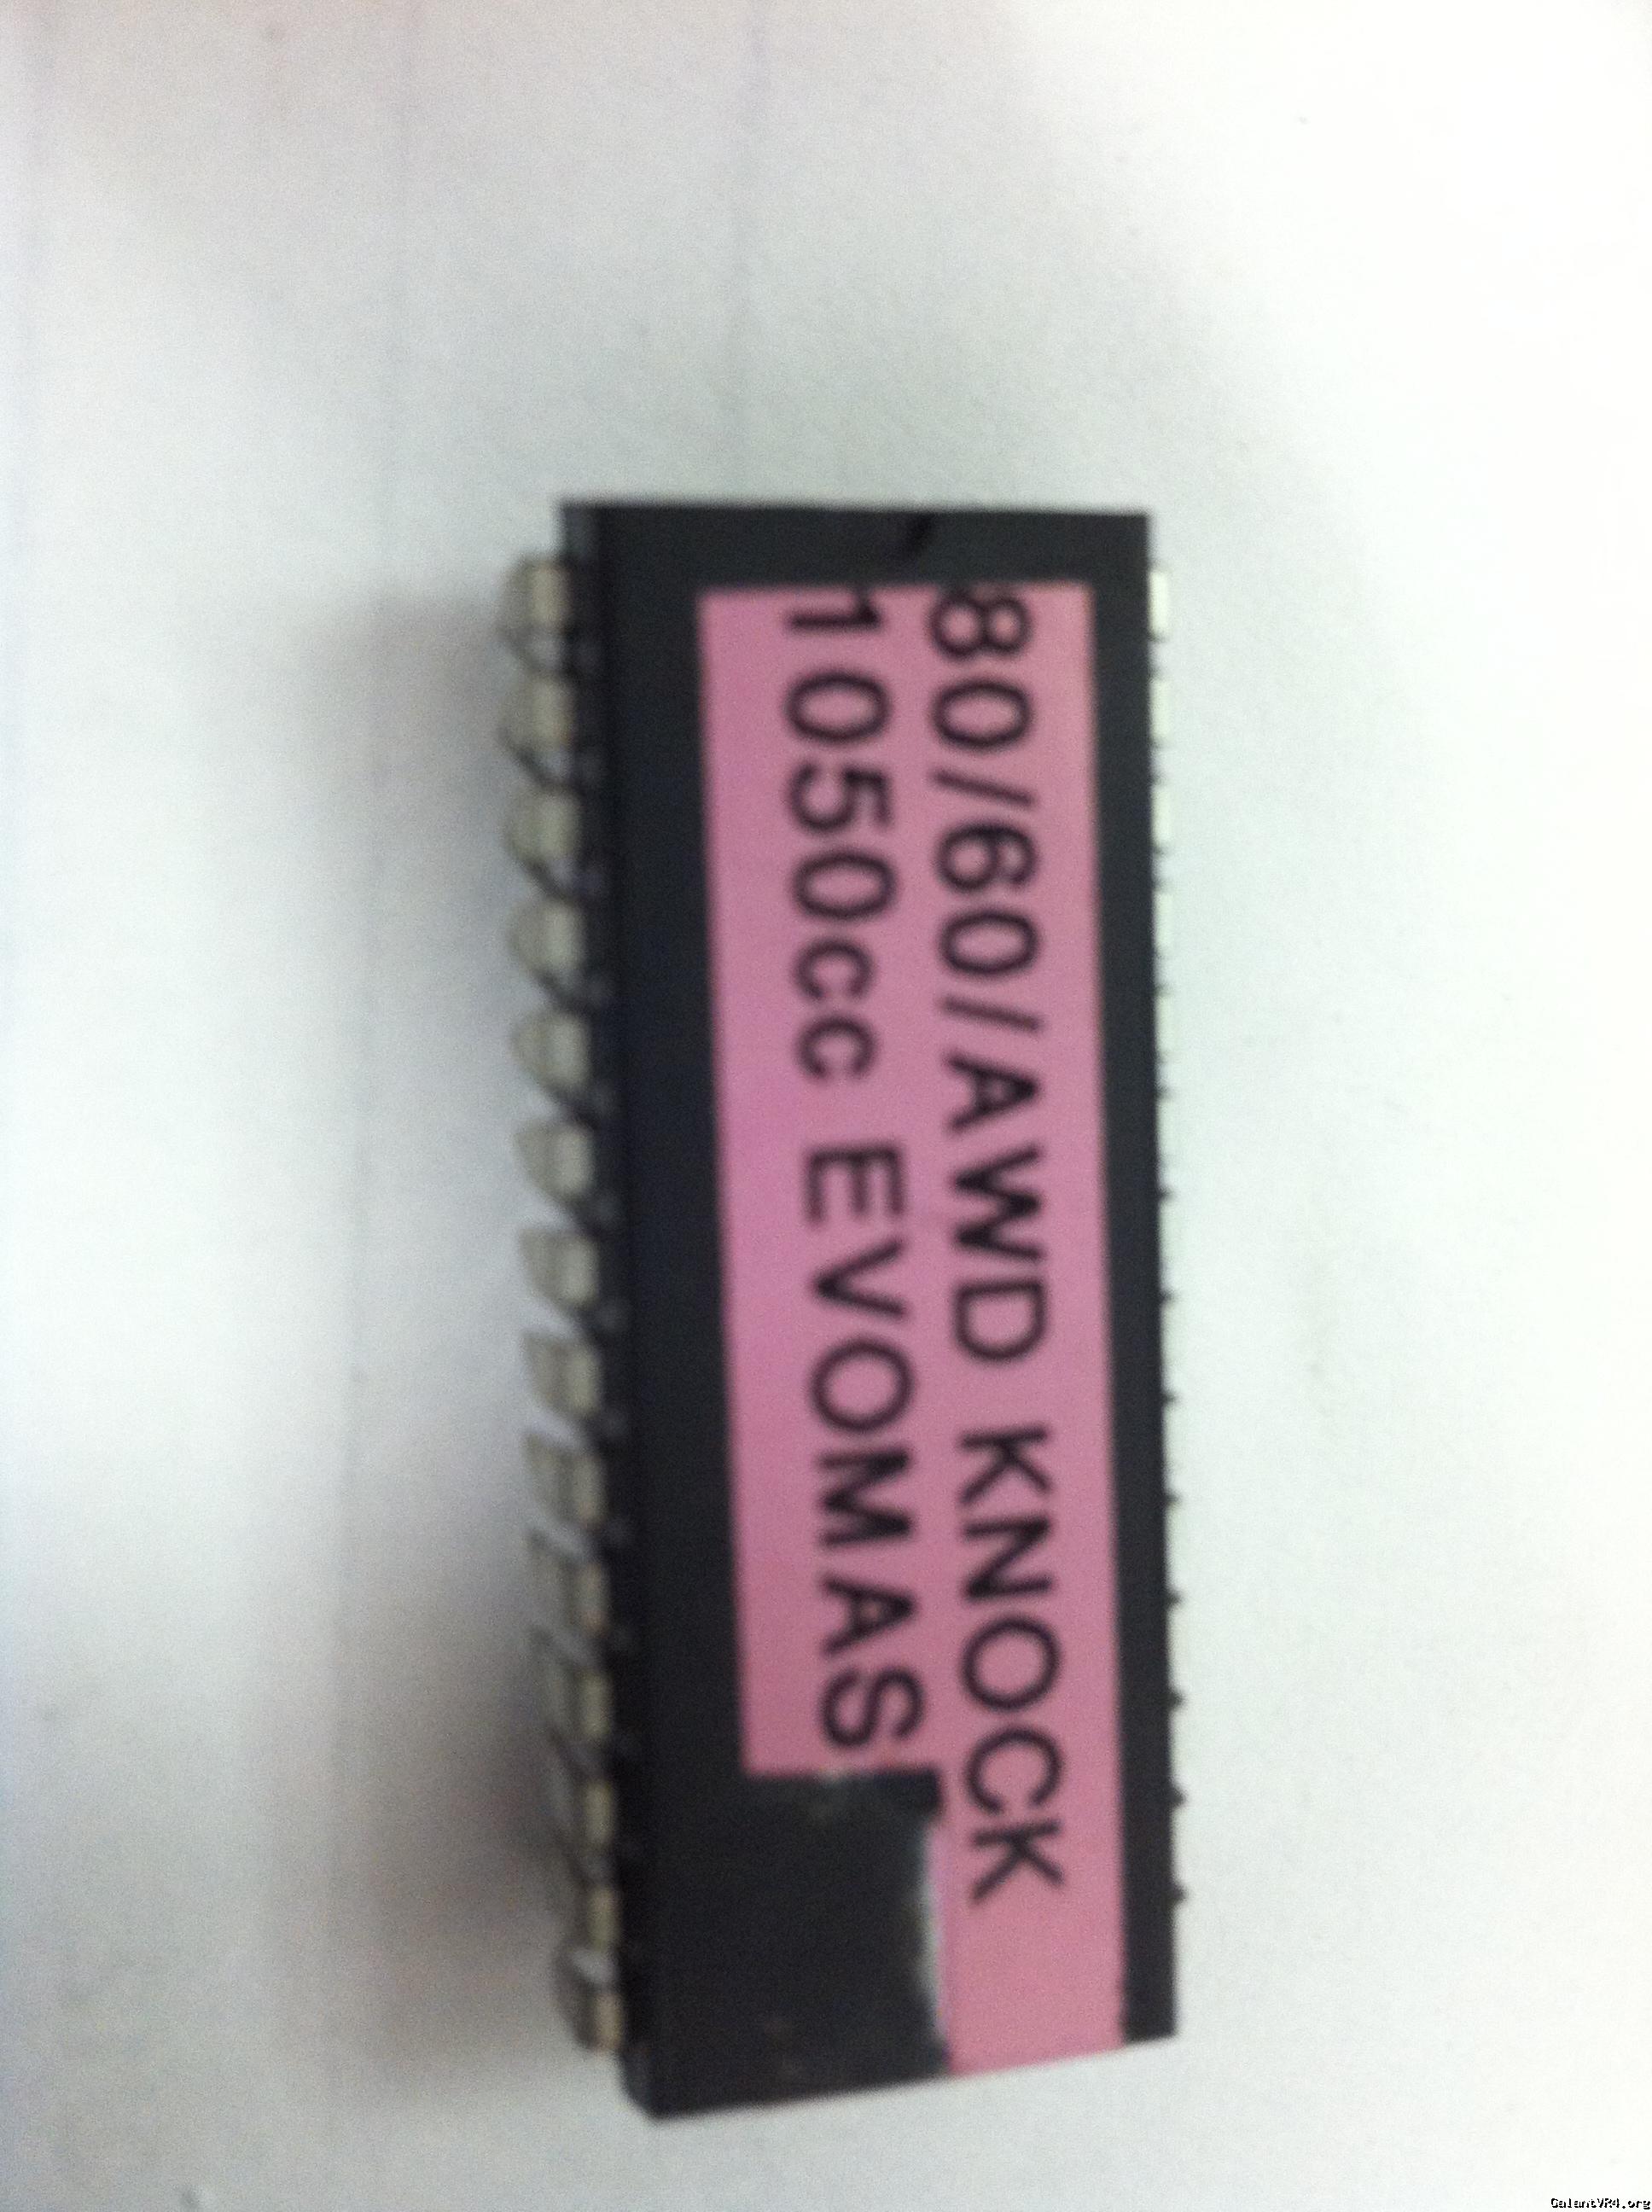 80/60/AWD KNOCK
1050cc EVOMAS
GalantVR4.org